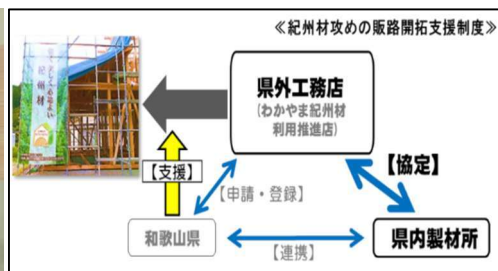 ≪紀州材攻めの販路開拓支援制度≫
紀州材
県外工務店
(わかやま紀州材
利用推進店)
【支援】
【協定】
【申請・登録】
和歌山県
【連携】
県内製材所